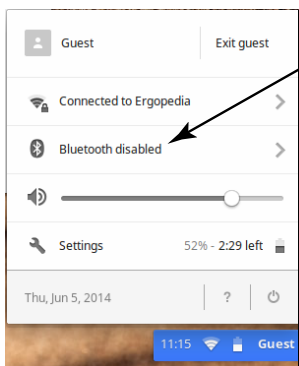 Guest Exit guest
Connected to Ergopedia
Bluetooth disabled
Settings 52% - 2:29 left
Thu, Jun 5, 2014 ?
11:15 Guest